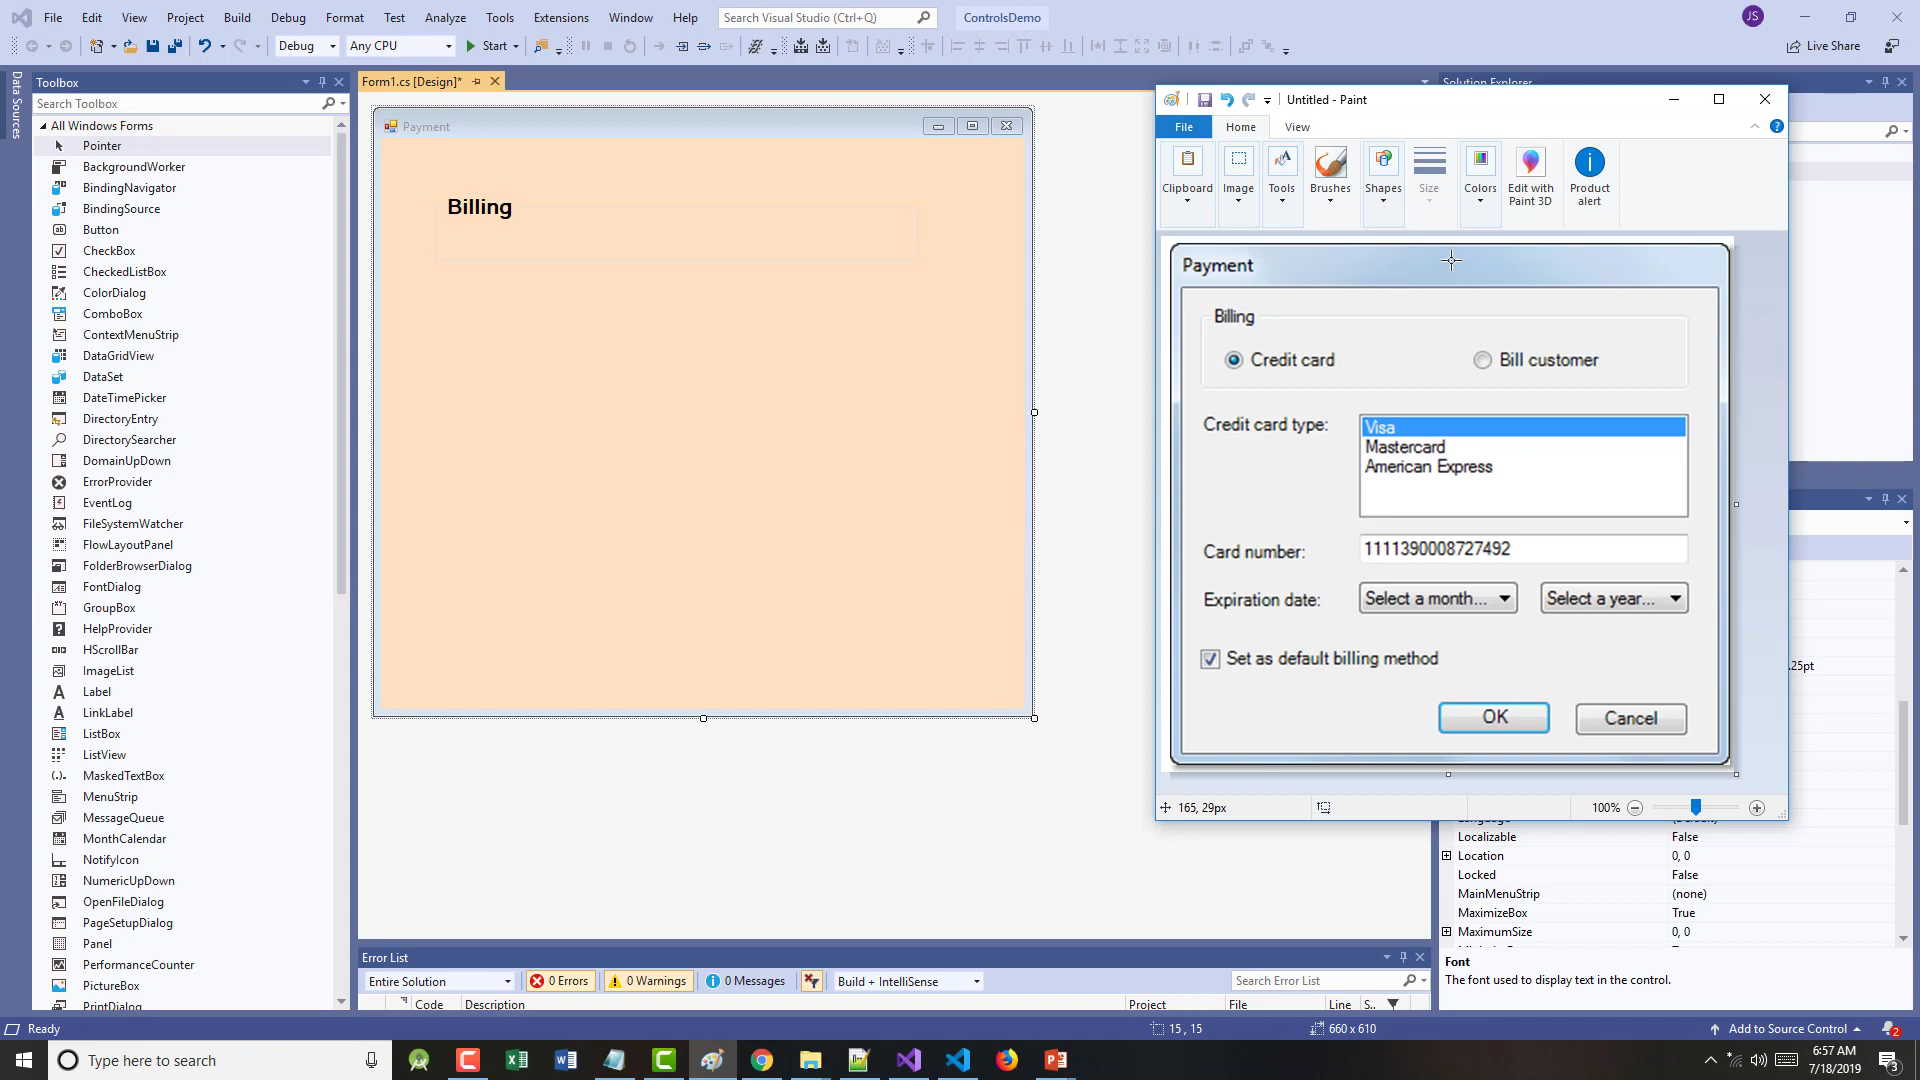 File Edit View Project Build Debug Format Test Analyze Tools Extensions Window Help Search Visual Studio (Ctrl+Q) ControlsDemo JS
Debug Any CPU Start Live Share
Data Sources
Toolbox
Search Toolbox
All Windows Forms
Pointer
BackgroundWorker
BindingNavigator
BindingSource
Button
CheckBox
CheckedListBox
ColorDialog
ComboBox
ContextMenuStrip
DataGridView
DataSet
DateTimePicker
DirectoryEntry
DirectorySearcher
DomainUpDown
ErrorProvider
EventLog
FileSystemWatcher
FlowLayoutPanel
FolderBrowserDialog
FontDialog
GroupBox
HelpProvider
HScrollBar
ImageList
Label
LinkLabel
ListBox
ListView
MaskedTextBox
MenuStrip
MessageQueue
MonthCalendar
NotifyIcon
NumericUpDown
OpenFileDialog
PageSetupDialog
Panel
PerformanceCounter
PictureBox
PrintDialog
Form1.cs [Design]*
Payment
Billing
Solution Explorer
Untitled - Paint
File Home View
Clipboard Image Tools Brushes Shapes Size Colors Edit with Paint 3D Product alert
Payment
Billing
Credit card Bill customer
Credit card type: Visa
Mastercard
American Express
Card number: 1111390008727492
Expiration date: Select a month... Select a year...
Set as default billing method
OK Cancel
165, 29px 100%
.25pt
Localizable False
Location 0, 0
Locked False
MainMenuStrip (none)
MaximizeBox True
MaximumSize 0, 0
Font
The font used to display text in the control.
Error List
Entire Solution 0 Errors 0 Warnings 0 Messages Build + IntelliSense Search Error List
Code Description Project File Line S..
Ready 15 , 15 660 x 610 Add to Source Control 2
Type here to search 6:57 AM
7/18/2019 3